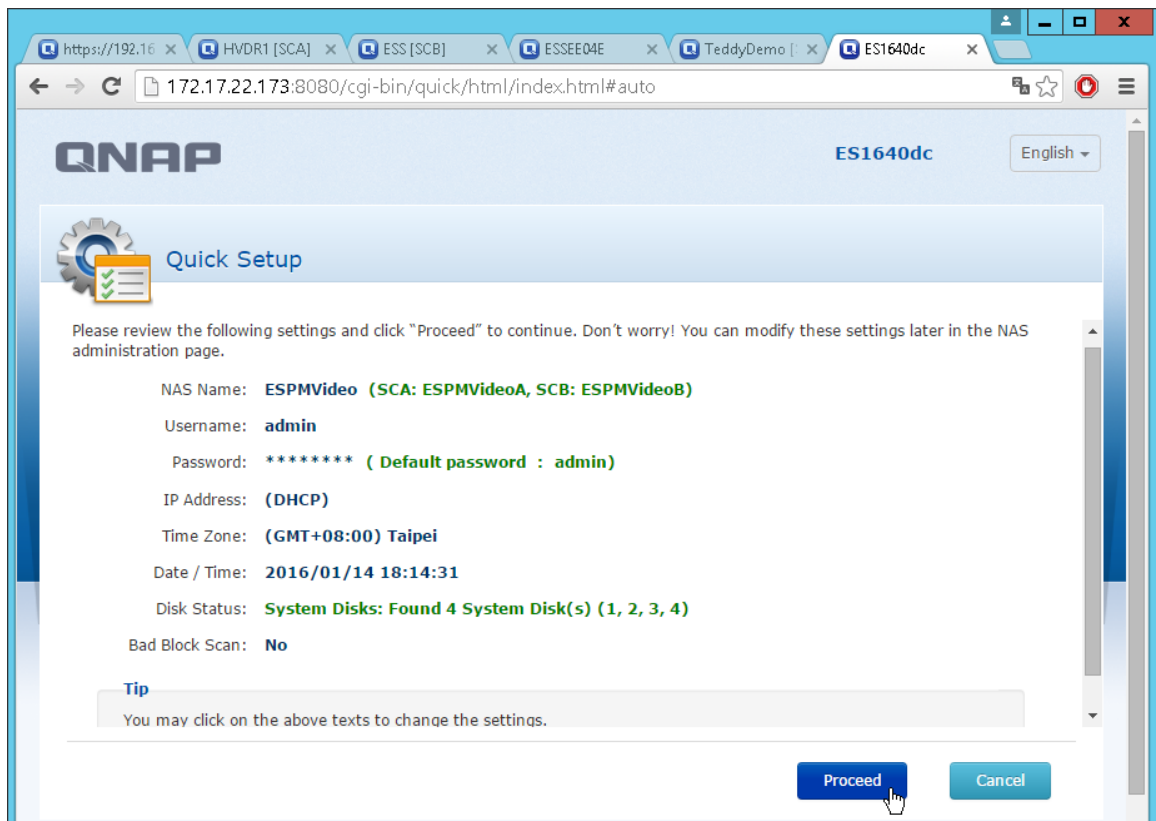 https://192.16
HVDR1 [SCA]
ESS [SCB]
ESSEE04E
TeddyDemo [
ES1640dc
172.17.22.173:8080/cgi-bin/quick/html/index.html#auto
QNAP
ES1640dc
English
Quick Setup
Please review the following settings and click “Proceed” to continue. Don’t worry! You can modify these settings later in the NAS
administration page.
NAS Name: ESPMVideo (SCA: ESPMVideoA, SCB: ESPMVideoB)
Username: admin
Password: ******** ( Default password : admin)
IP Address: (DHCP)
Time Zone: (GMT+08:00) Taipei
Date / Time: 2016/01/14 18:14:31
Disk Status: System Disks: Found 4 System Disk(s) (1, 2, 3, 4)
Bad Block Scan: No
Tip
You may click on the above texts to change the settings.
Proceed
Cancel